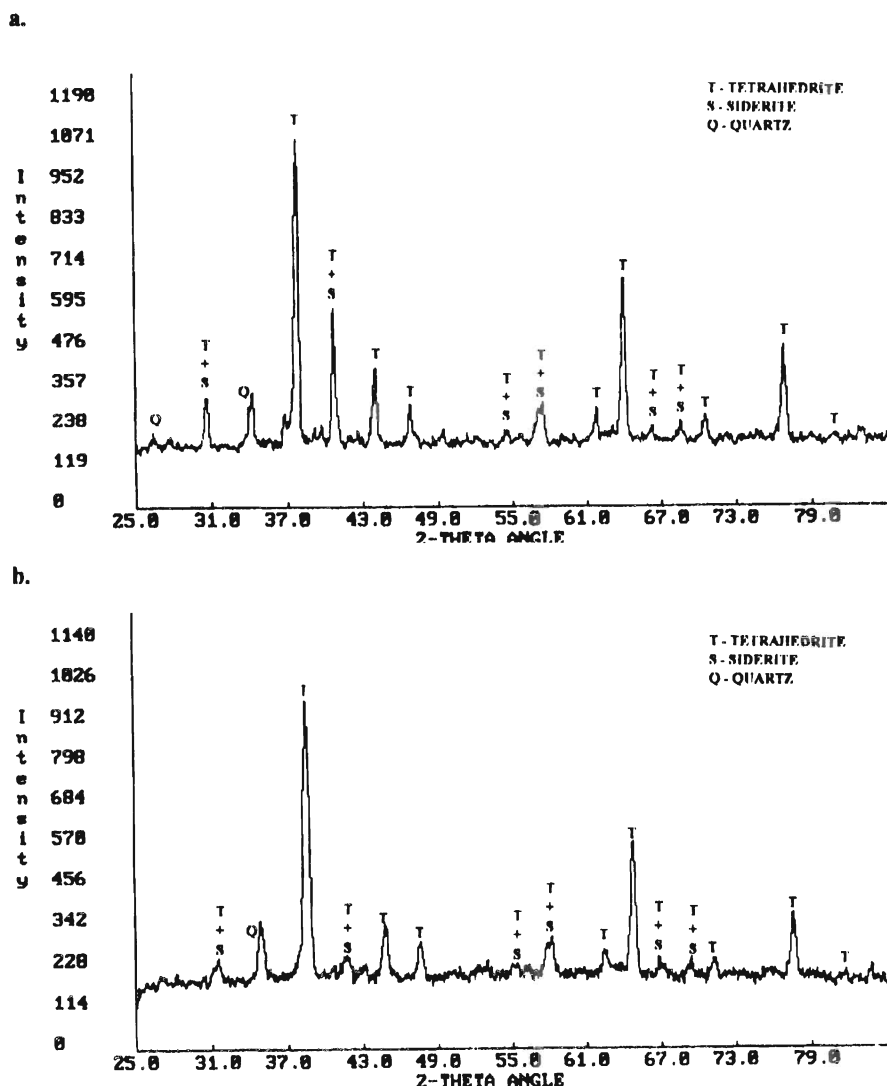 a.
T - TETRAHEDRITE
S - SIDERITE
Q - QUARTZ
Intensity
1190
1071
952
833
714
595
476
357
238
119
0
Q
T + S
Q
T
T + S
T
T
T + S
T + S
T
T
T + S
T + S
T
T
T
25.0 31.0 37.0 43.0 49.0 55.0 61.0 67.0 73.0 79.0
2-THETA ANGLE
b.
T - TETRAHEDRITE
S - SIDERITE
Q - QUARTZ
Intensity
1140
1026
912
798
684
570
456
342
228
114
0
T + S
Q
T
T + S
T
T
T + S
T + S
T
T
T + S
T + S
T
T
T
25.0 31.0 37.0 43.0 49.0 55.0 61.0 67.0 73.0 79.0
2-THETA ANGLE